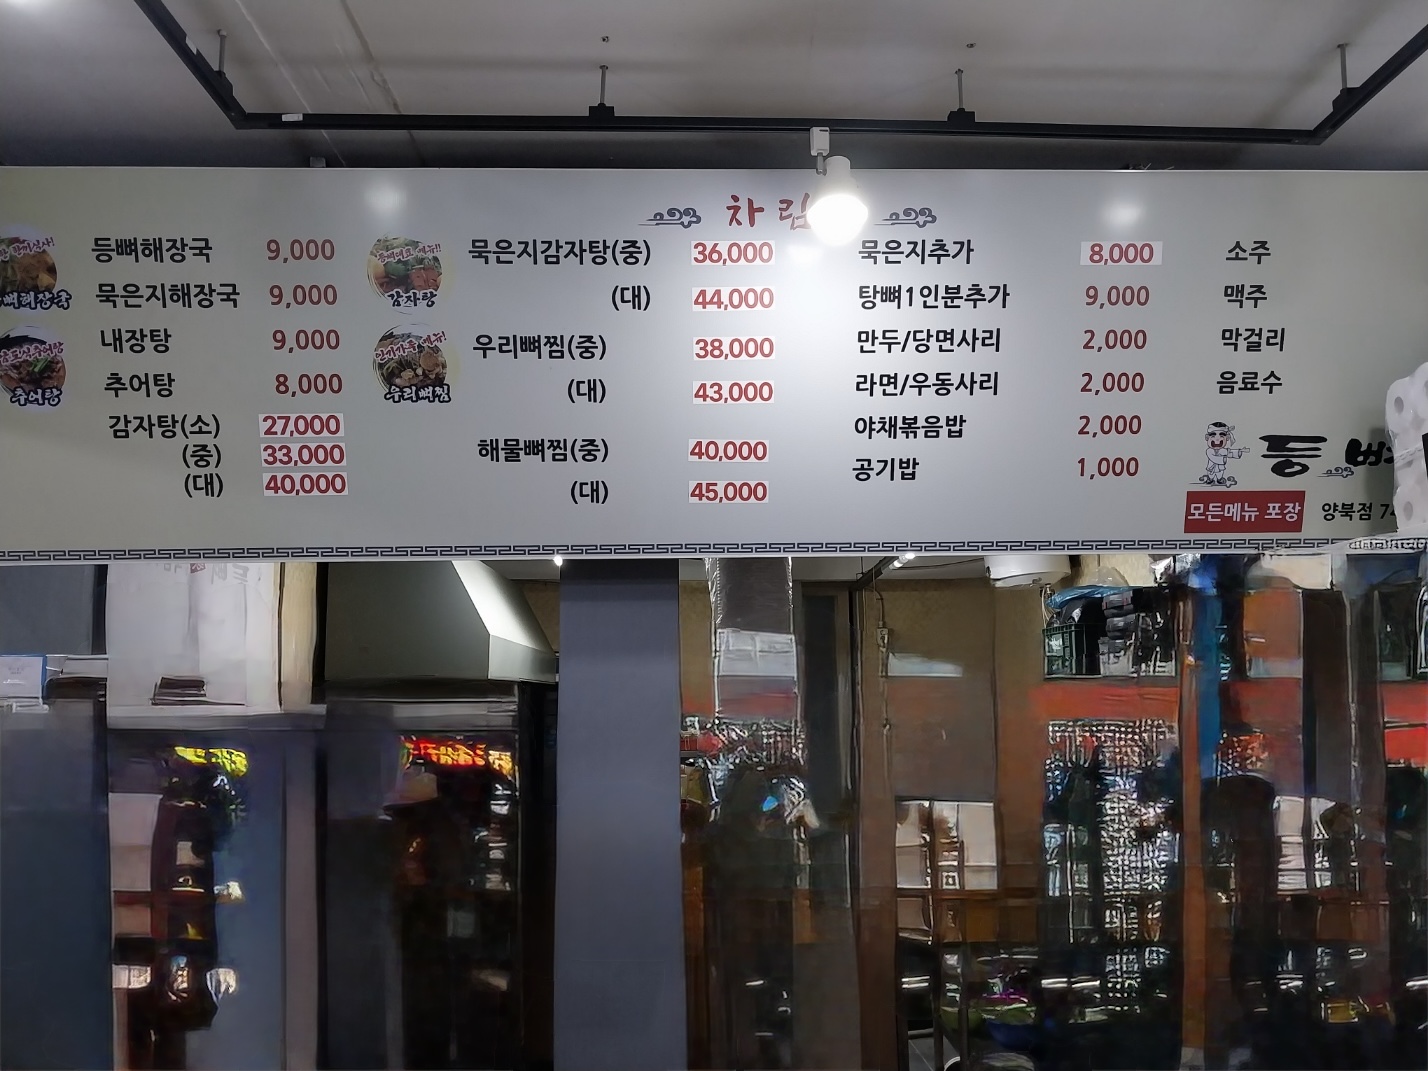 차림
등뼈해장국 9,000
묵은지해장국 9,000
내장탕 9,000
추어탕 8,000
감자탕(소) 27,000
(중) 33,000
(대) 40,000
감자탕
우리뼈찜
추어탕
묵은지감자탕(중) 36,000
(대) 44,000
우리뼈찜(중) 38,000
(대) 43,000
해물뼈찜(중) 40,000
(대) 45,000
묵은지추가 8,000
탕뼈1인분추가 9,000
만두/당면사리 2,000
라면/우동사리 2,000
야채볶음밥 2,000
공기밥 1,000
소주
맥주
막걸리
음료수
등뼈
모든메뉴 포장 양북점